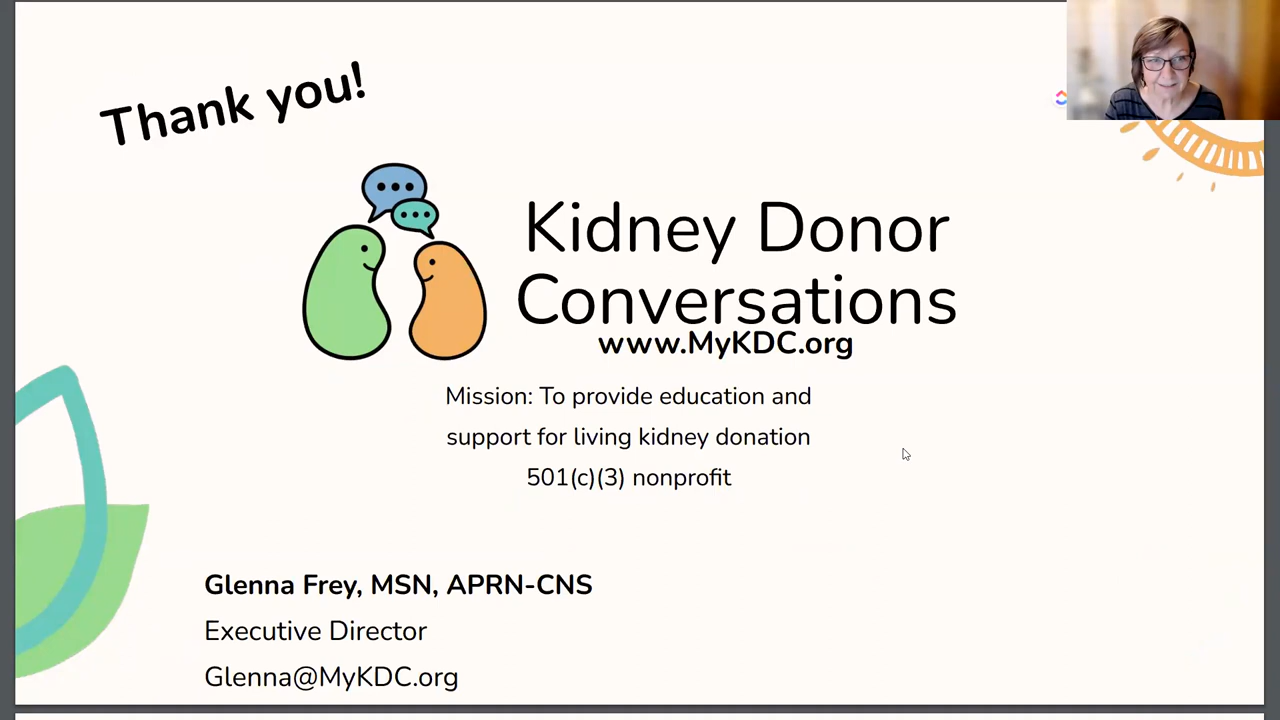 Thank you!
Kidney Donor
Conversations
www.MyKDC.org
Mission: To provide education and
support for living kidney donation
501(c)(3) nonprofit
Glenna Frey, MSN, APRN-CNS
Executive Director
Glenna@MyKDC.org